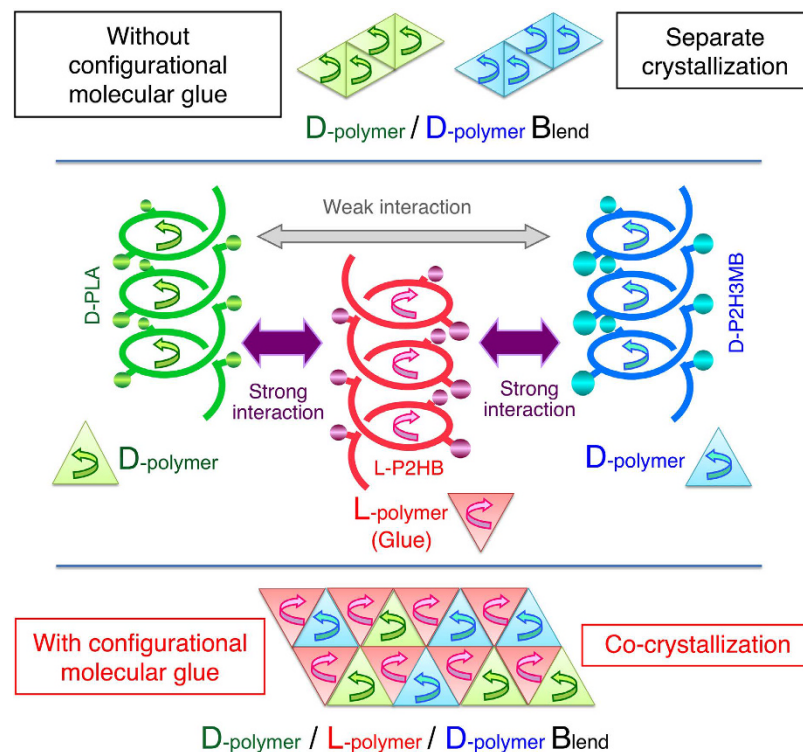 Without
configurational
molecular glue
Separate
crystallization
D-polymer / D-polymer Blend
Weak interaction
D-PLA
D-P2H3MB
Strong
interaction
Strong
interaction
L-P2HB
D-polymer
D-polymer
L-polymer
(Glue)
With configurational
molecular glue
Co-crystallization
D-polymer / L-polymer / D-polymer Blend